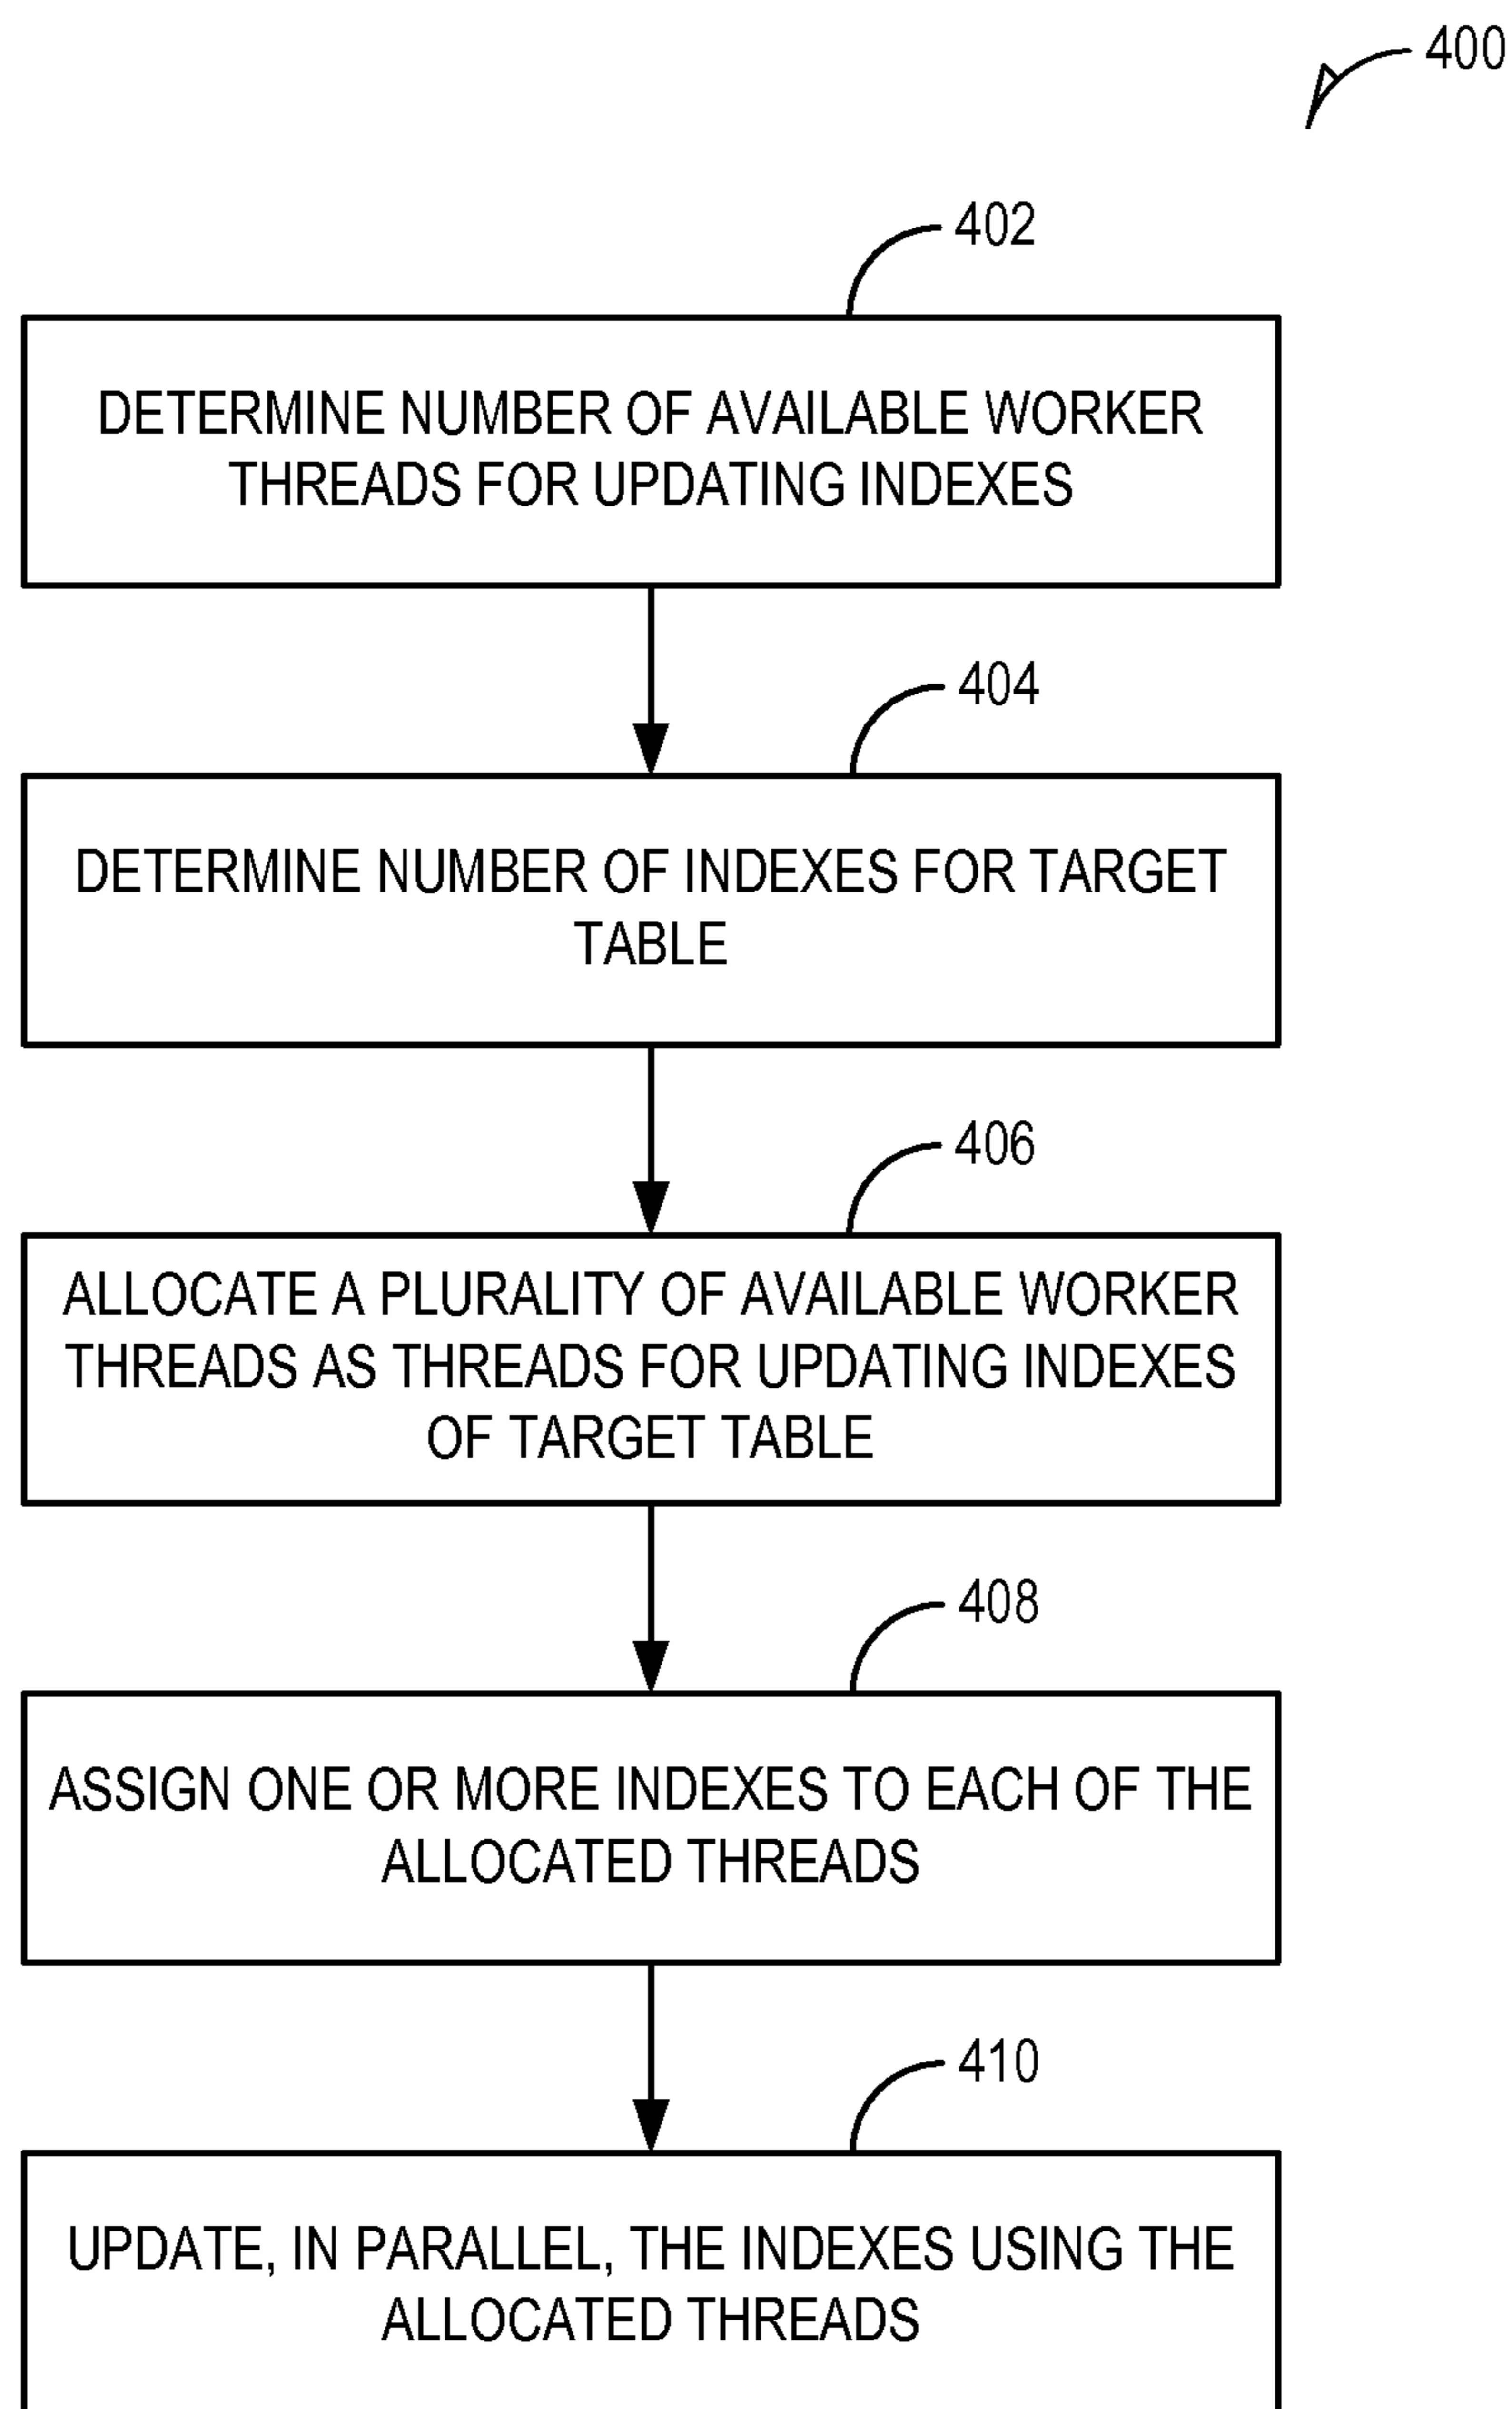 400
402
DETERMINE NUMBER OF AVAILABLE WORKER
THREADS FOR UPDATING INDEXES
404
DETERMINE NUMBER OF INDEXES FOR TARGET
TABLE
406
ALLOCATE A PLURALITY OF AVAILABLE WORKER
THREADS AS THREADS FOR UPDATING INDEXES
OF TARGET TABLE
408
ASSIGN ONE OR MORE INDEXES TO EACH OF THE
ALLOCATED THREADS
410
UPDATE, IN PARALLEL, THE INDEXES USING THE
ALLOCATED THREADS